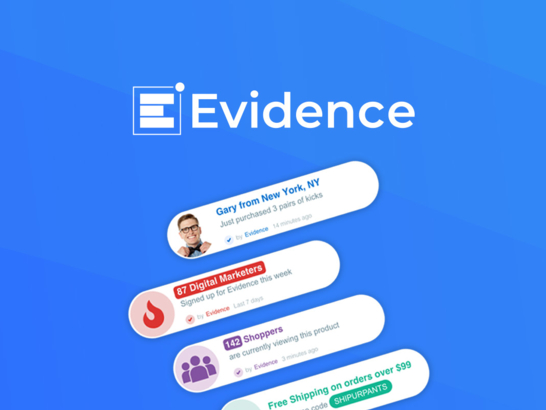 Evidence
Gary from New York, NY
Just purchased 3 pairs of kicks
by Evidence 14 minutes ago
87 Digital Marketers
Signed up for Evidence this week
by Evidence Last 7 days
142 Shoppers
are currently viewing this product
by Evidence 3 minutes ago
Free Shipping on orders over $99
code SHIPURPANTS